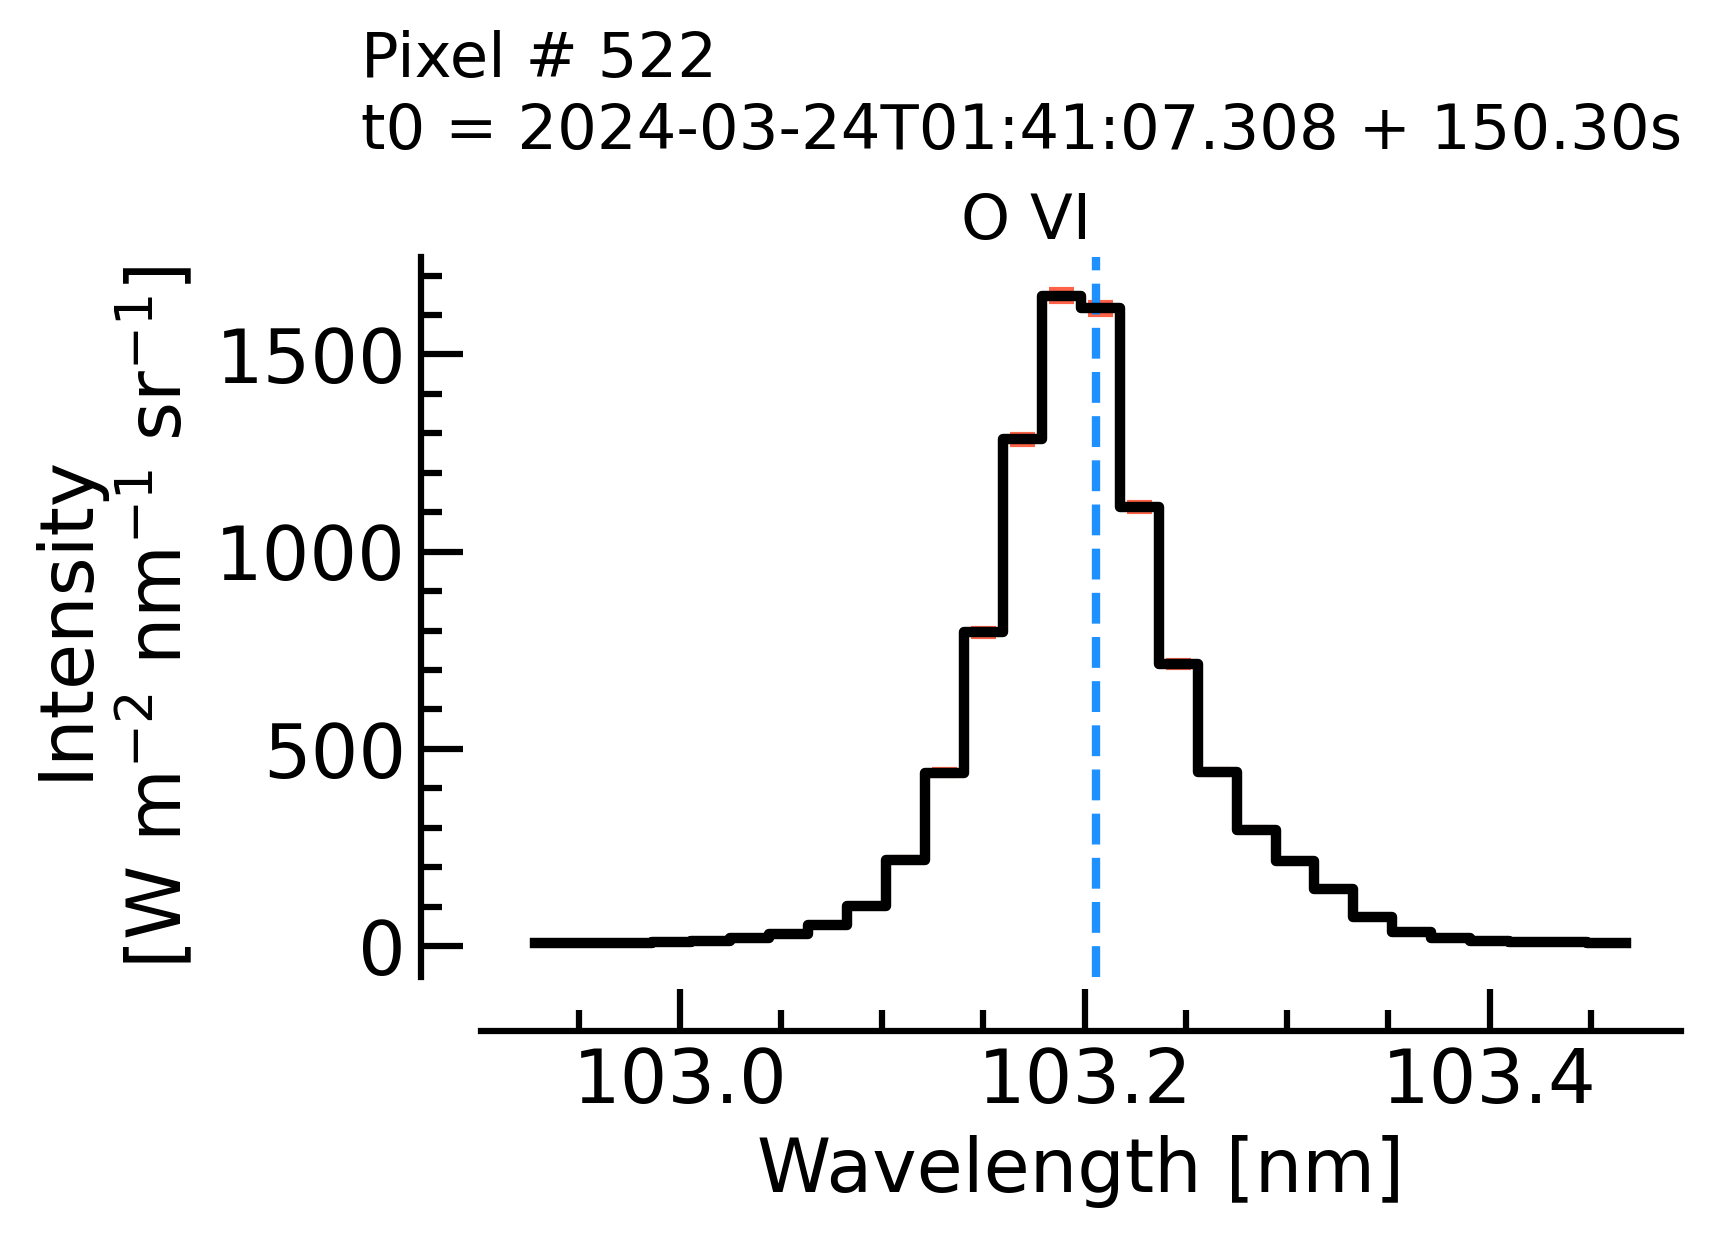 Pixel # 522
t0 = 2024-03-24T01:41:07.308 + 150.30s
O VI
Intensity
[W m⁻² nm⁻¹ sr⁻¹]
1500
1000
500
0
103.0 103.2 103.4
Wavelength [nm]